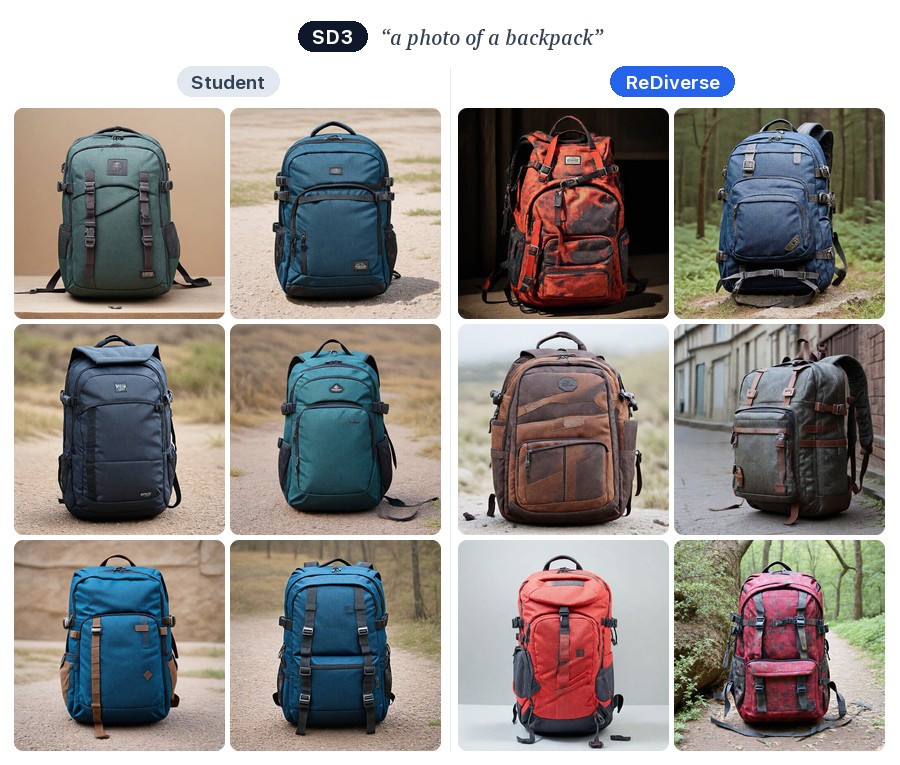 SD3 “a photo of a backpack”
Student
ReDiverse